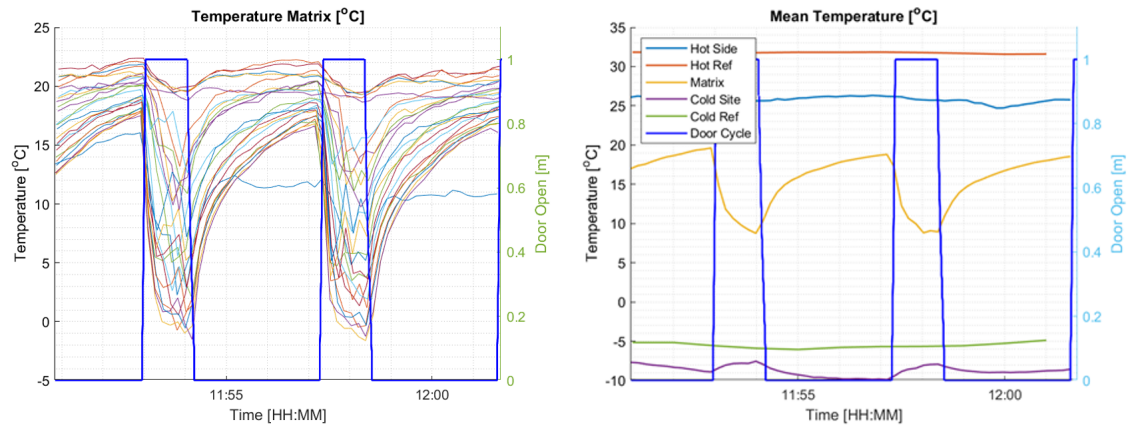 Temperature Matrix [°C]
25
20
15
10
5
0
-5
Temperature [°C]
11:55
12:00
Time [HH:MM]
1
0.8
0.6
0.4
0.2
0
Door Open [m]
Mean Temperature [°C]
35
30
25
20
15
10
5
0
-5
-10
Temperature [°C]
Hot Side
Hot Ref
Matrix
Cold Site
Cold Ref
Door Cycle
11:55
12:00
Time [HH:MM]
1
0.8
0.6
0.4
0.2
0
Door Open [m]